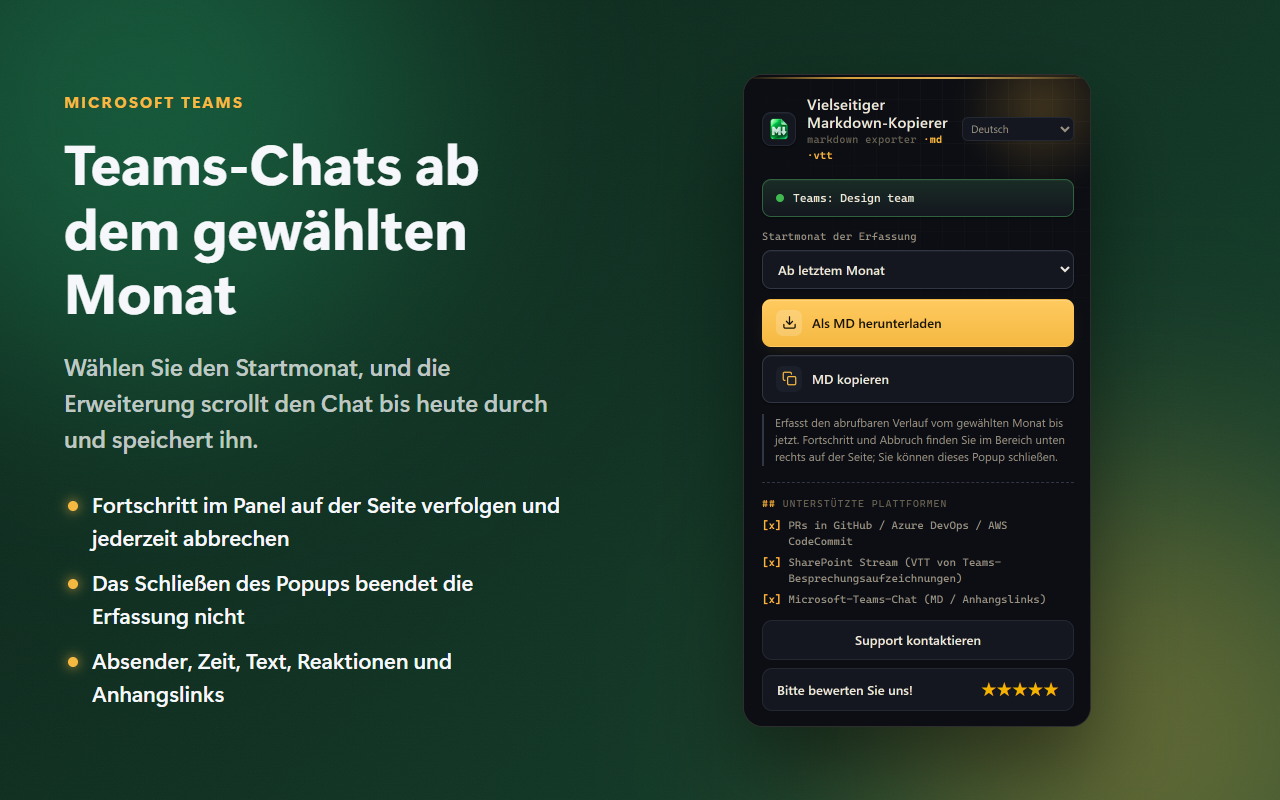 MICROSOFT TEAMS
Teams-Chats ab
dem gewählten
Monat
Wählen Sie den Startmonat, und die
Erweiterung scrollt den Chat bis heute durch
und speichert ihn.
Fortschritt im Panel auf der Seite verfolgen und
jederzeit abbrechen
Das Schließen des Popups beendet die
Erfassung nicht
Absender, Zeit, Text, Reaktionen und
Anhangslinks
M
Vielseitiger
Markdown-Kopierer
markdown exporter ·md
·vtt
Deutsch
Teams: Design team
Startmonat der Erfassung
Ab letztem Monat
Als MD herunterladen
MD kopieren
Erfasst den abrufbaren Verlauf vom gewählten Monat bis
jetzt. Fortschritt und Abbruch finden Sie im Bereich unten
rechts auf der Seite; Sie können dieses Popup schließen.
## UNTERSTÜTZTE PLATTFORMEN
[x] PRs in GitHub / Azure DevOps / AWS
CodeCommit
[x] SharePoint Stream (VTT von Teams-
Besprechungsaufzeichnungen)
[x] Microsoft-Teams-Chat (MD / Anhangslinks)
Support kontaktieren
Bitte bewerten Sie uns! ★★★★★